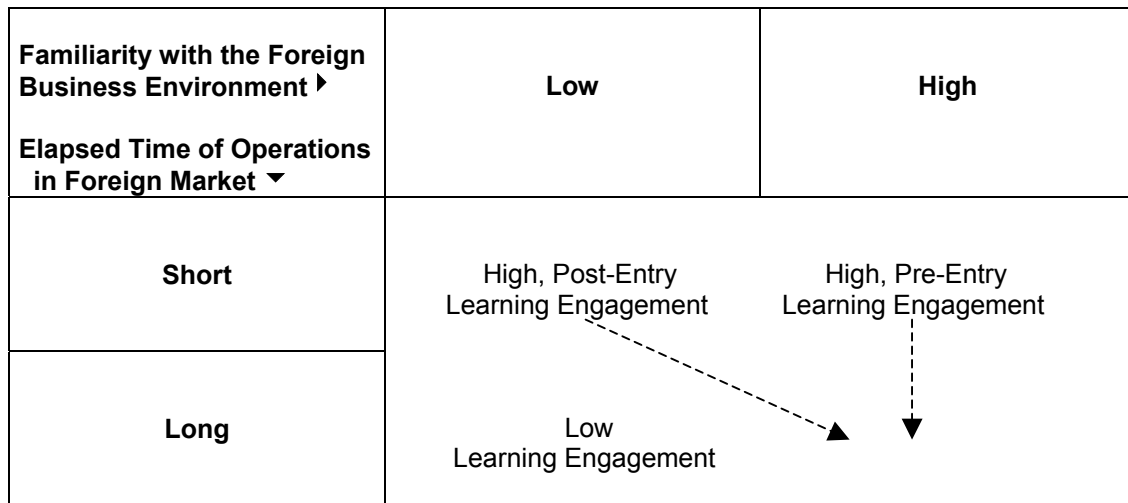 Familiarity with the Foreign
Business Environment
Low
High
Elapsed Time of Operations
in Foreign Market
Short
High, Post-Entry
Learning Engagement
High, Pre-Entry
Learning Engagement
Long
Low
Learning Engagement